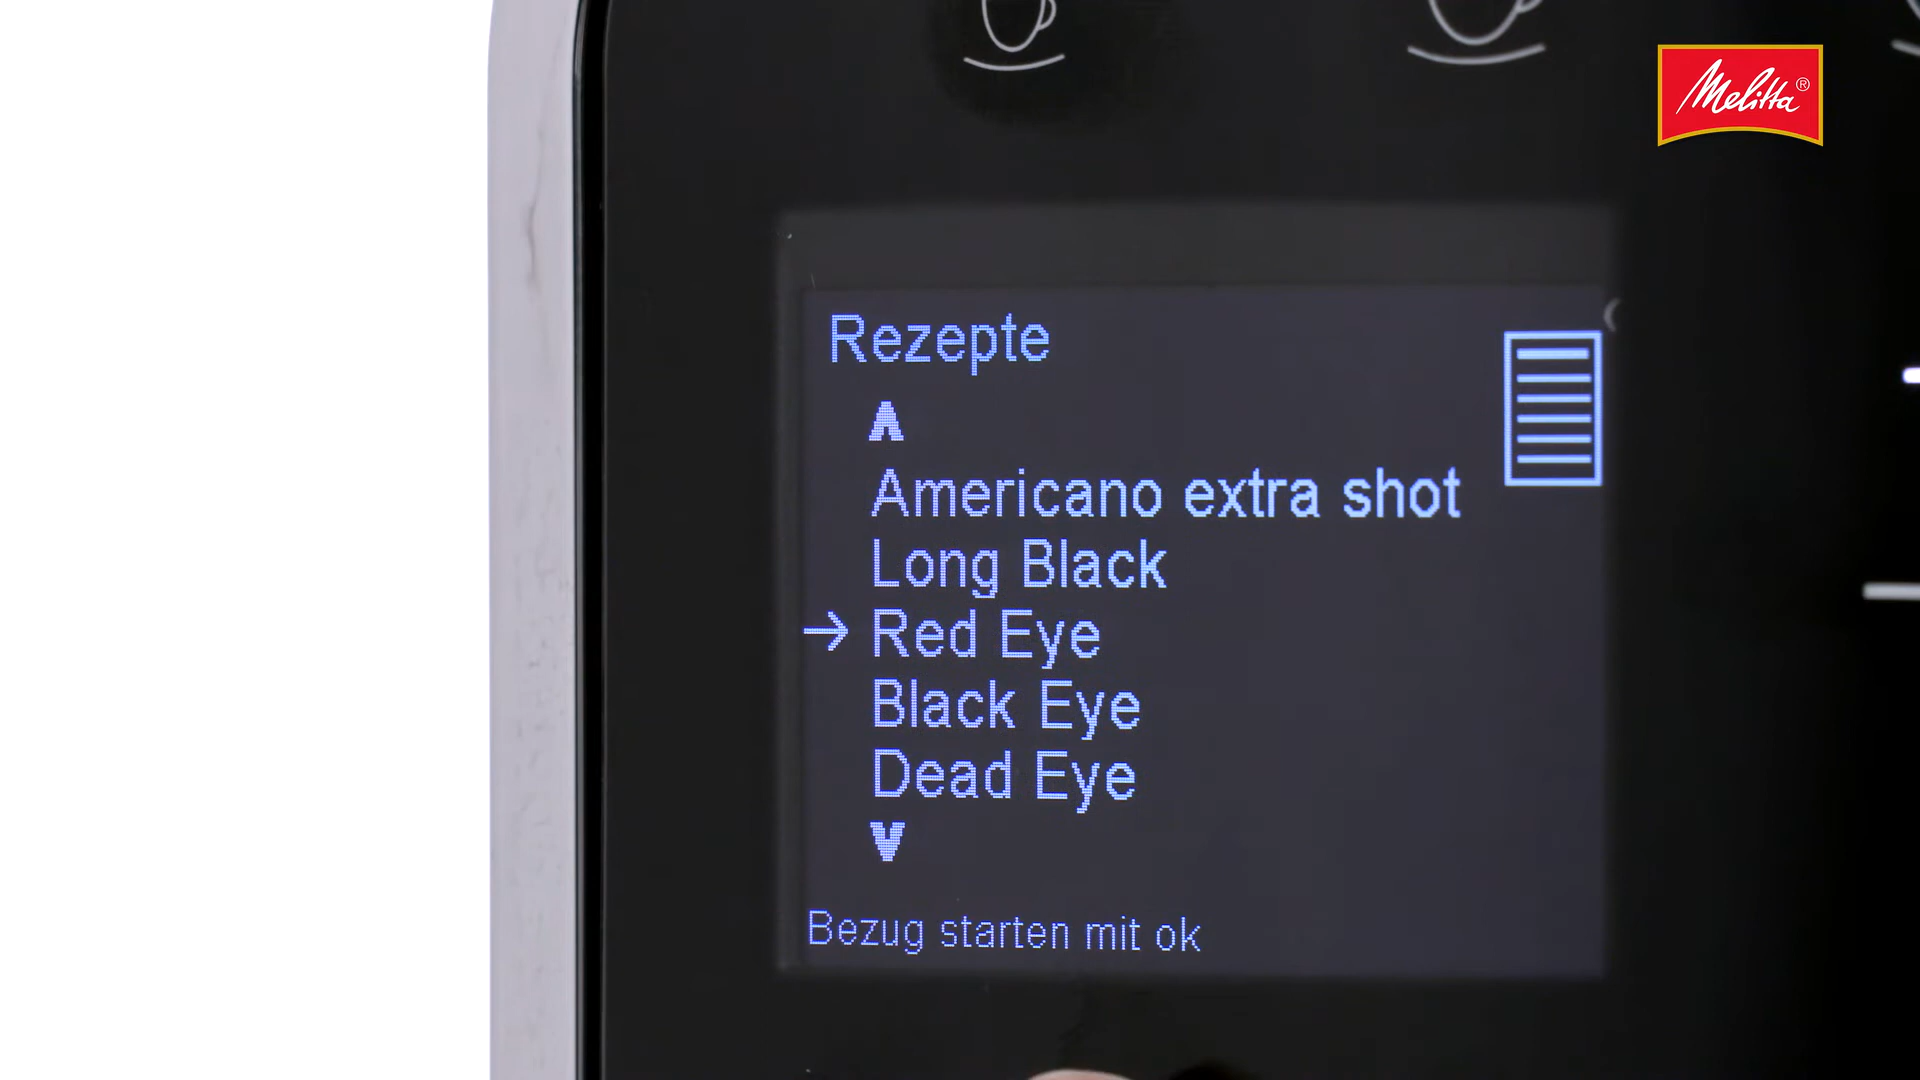 Melitta®
Rezepte
Americano extra shot
Long Black
→ Red Eye
Black Eye
Dead Eye
Bezug starten mit ok